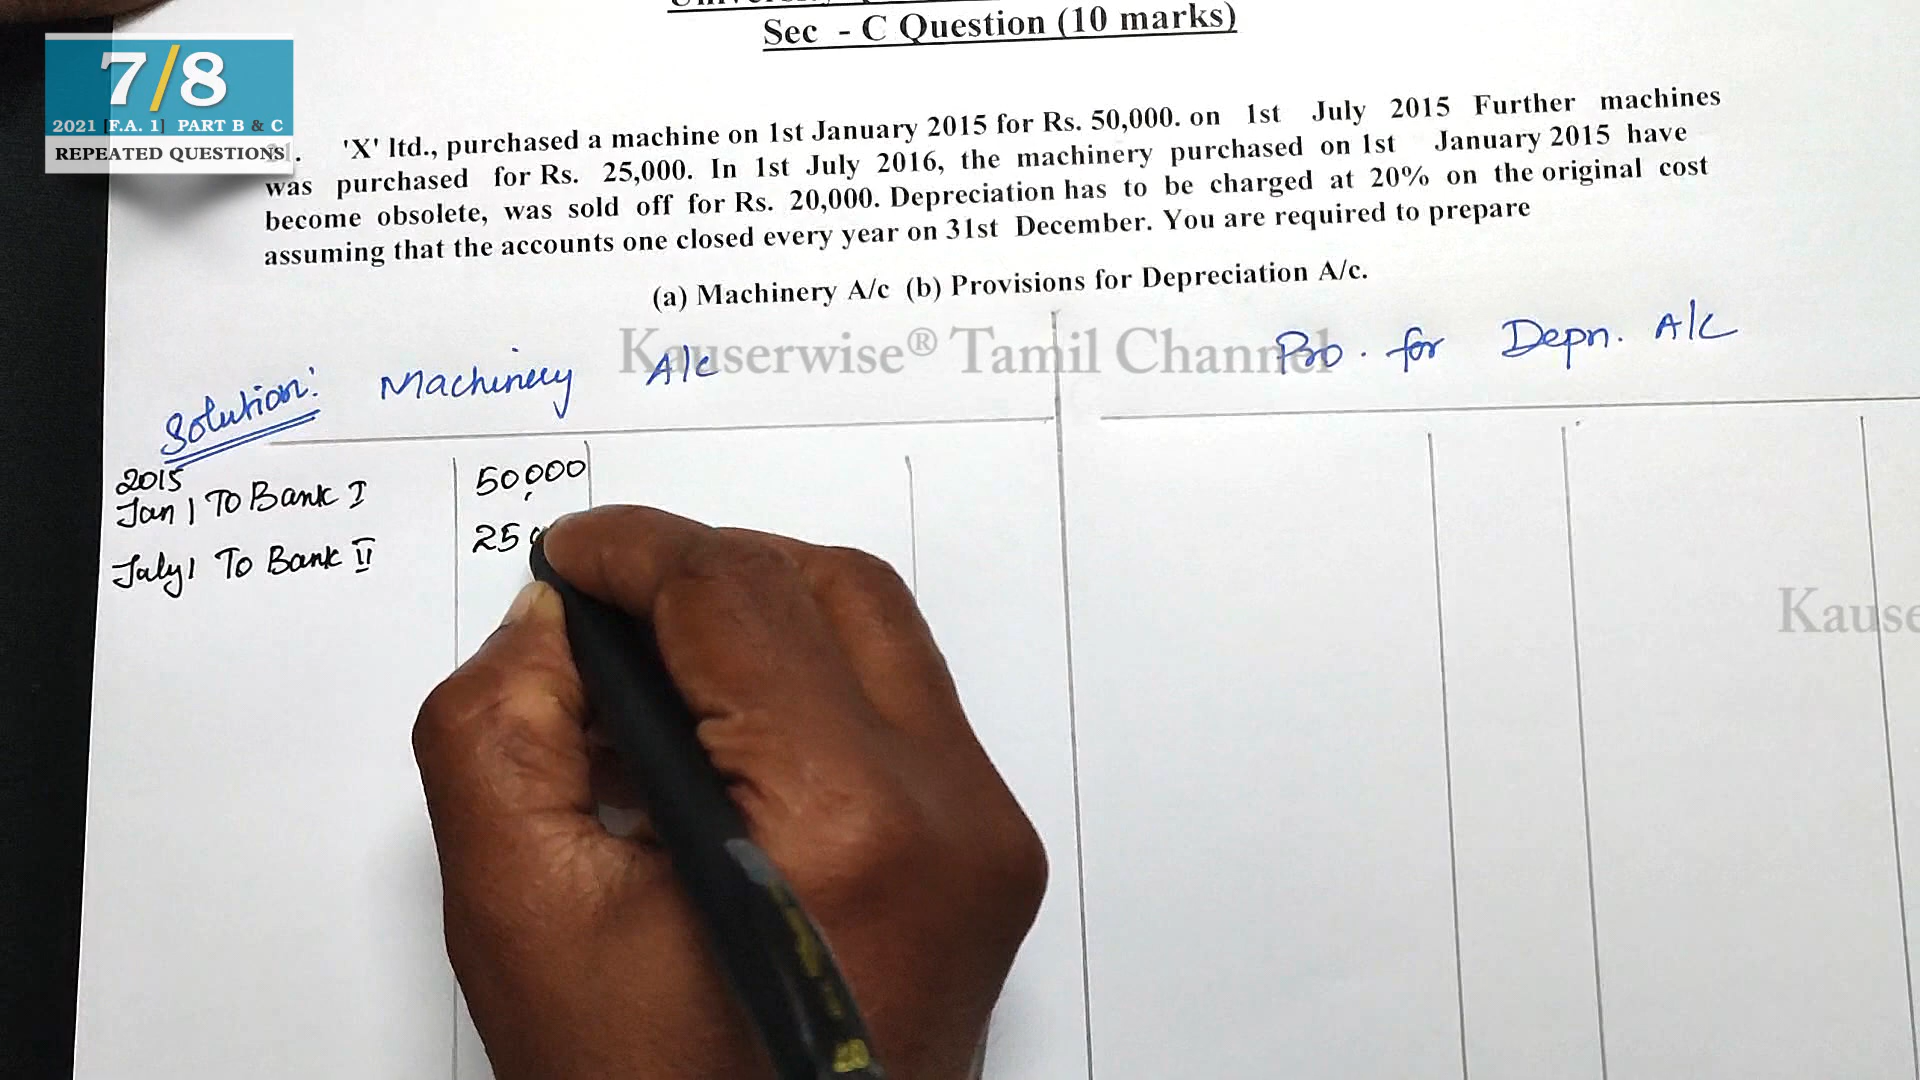 Sec - C Question (10 marks)
7/8
2021 [F.A. 1] PART B & C
REPEATED QUESTIONS
'X' ltd., purchased a machine on 1st January 2015 for Rs. 50,000. on 1st July 2015 Further machines
was purchased for Rs. 25,000. In 1st July 2016, the machinery purchased on 1st January 2015 have
become obsolete, was sold off for Rs. 20,000. Depreciation has to be charged at 20% on the original cost
assuming that the accounts one closed every year on 31st December. You are required to prepare
(a) Machinery A/c (b) Provisions for Depreciation A/c.
Kauserwise® Tamil Channel
Solution: Machinery A/c
Pro. for Depn. A/c
2015
Jan 1 To Bank I 50,000
July 1 To Bank II 25
Kause